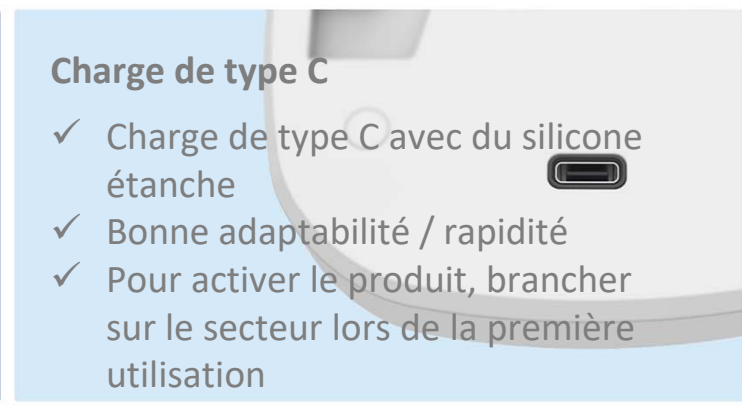 Charge de type C
✓ Charge de type C avec du silicone
étanche
✓ Bonne adaptabilité / rapidité
✓ Pour activer le produit, brancher
sur le secteur lors de la première
utilisation